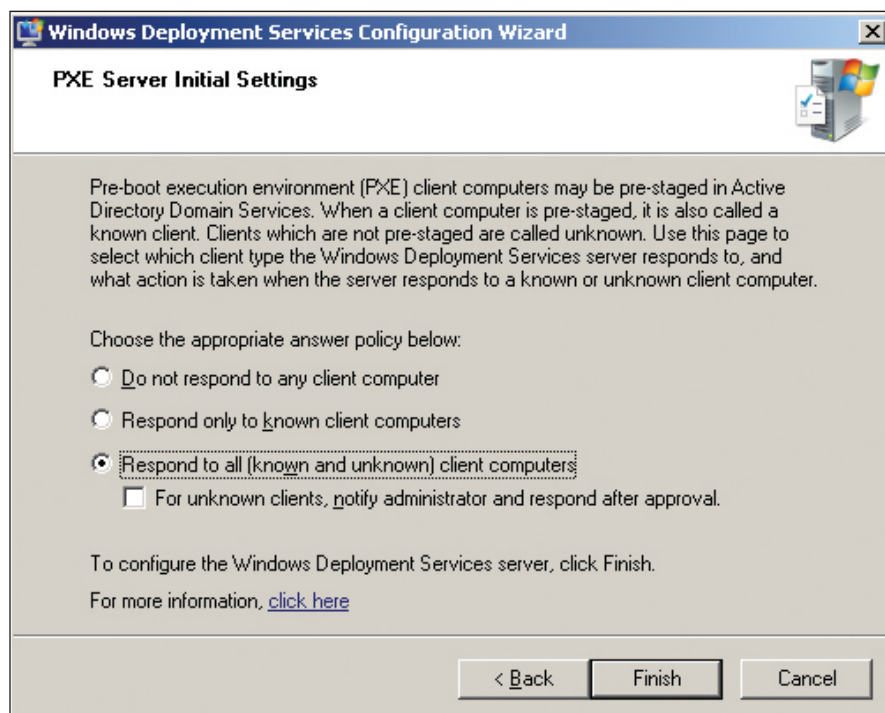 Windows Deployment Services Configuration Wizard
PXE Server Initial Settings
Pre-boot execution environment (PXE) client computers may be pre-staged in Active
Directory Domain Services. When a client computer is pre-staged, it is also called a
known client. Clients which are not pre-staged are called unknown. Use this page to
select which client type the Windows Deployment Services server responds to, and
what action is taken when the server responds to a known or unknown client computer.
Choose the appropriate answer policy below:
Do not respond to any client computer
Respond only to known client computers
Respond to all (known and unknown) client computers
For unknown clients, notify administrator and respond after approval.
To configure the Windows Deployment Services server, click Finish.
For more information, click here
< Back
Finish
Cancel